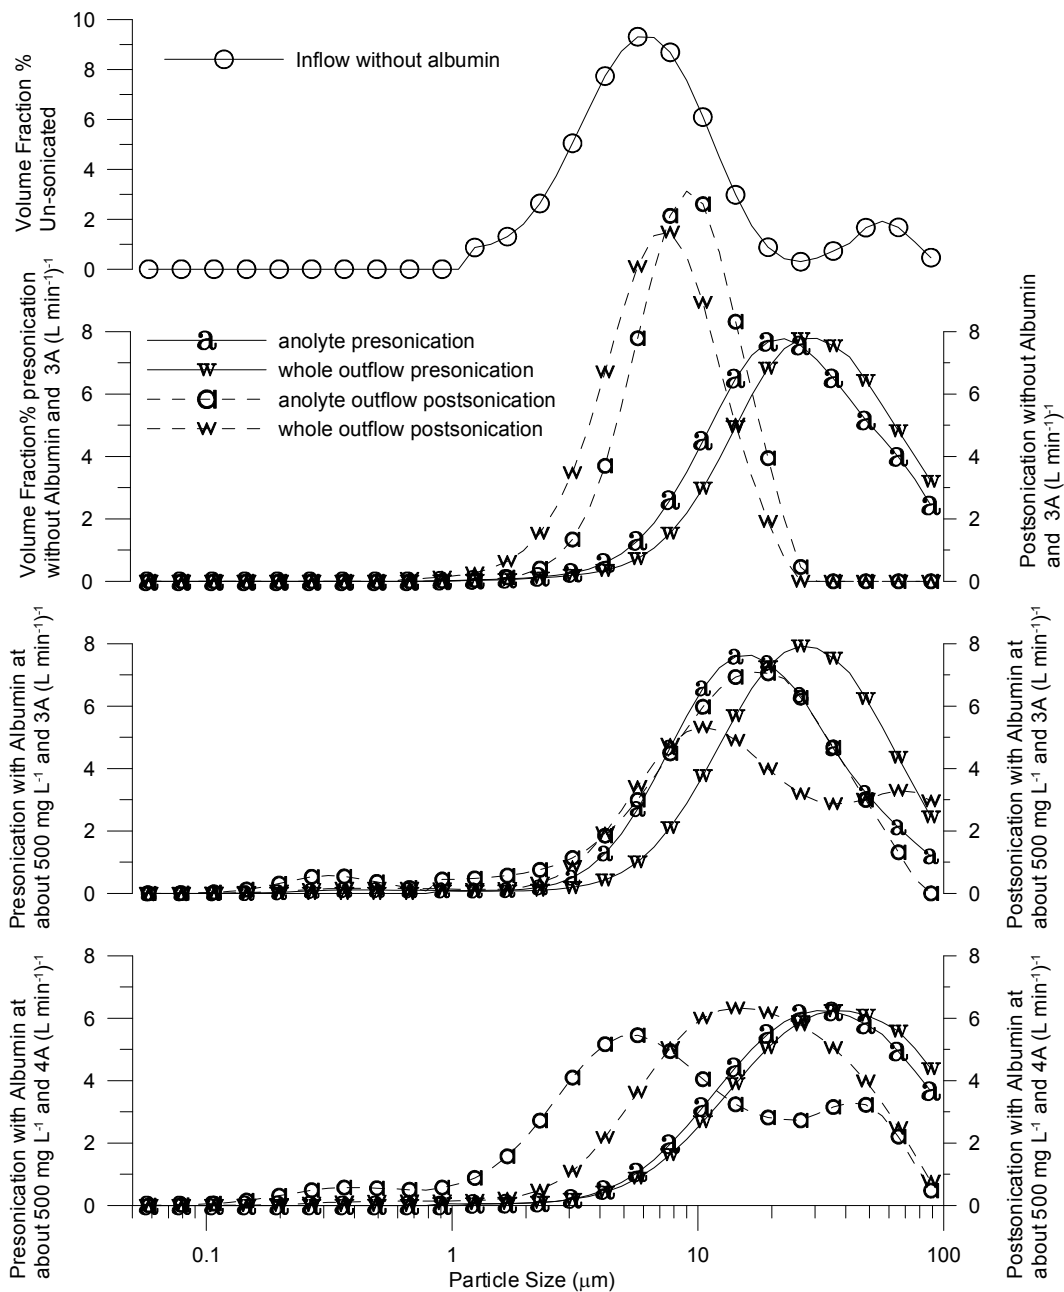 10
8
6
4
2
0
Volume Fraction %
Un-sonicated
Inflow without albumin
8
6
4
2
0
Volume Fraction% presonication
without Albumin and 3A (L min-1)-1
a anolyte presonication
w whole outflow presonication
a anolyte outflow postsonication
w whole outflow postsonication
8
6
4
2
0
Postsonication without Albumin
and 3A (L min-1)-1
8
6
4
2
0
Presonication with Albumin at
about 500 mg L-1 and 3A (L min-1)-1
8
6
4
2
0
Postsonication with Albumin at
about 500 mg L-1 and 3A (L min-1)-1
8
6
4
2
0
Presonication with Albumin at
about 500 mg L-1 and 4A (L min-1)-1
8
6
4
2
0
Postsonication with Albumin at
about 500 mg L-1 and 4A (L min-1)-1
0.1 1 10 100
Particle Size (μm)